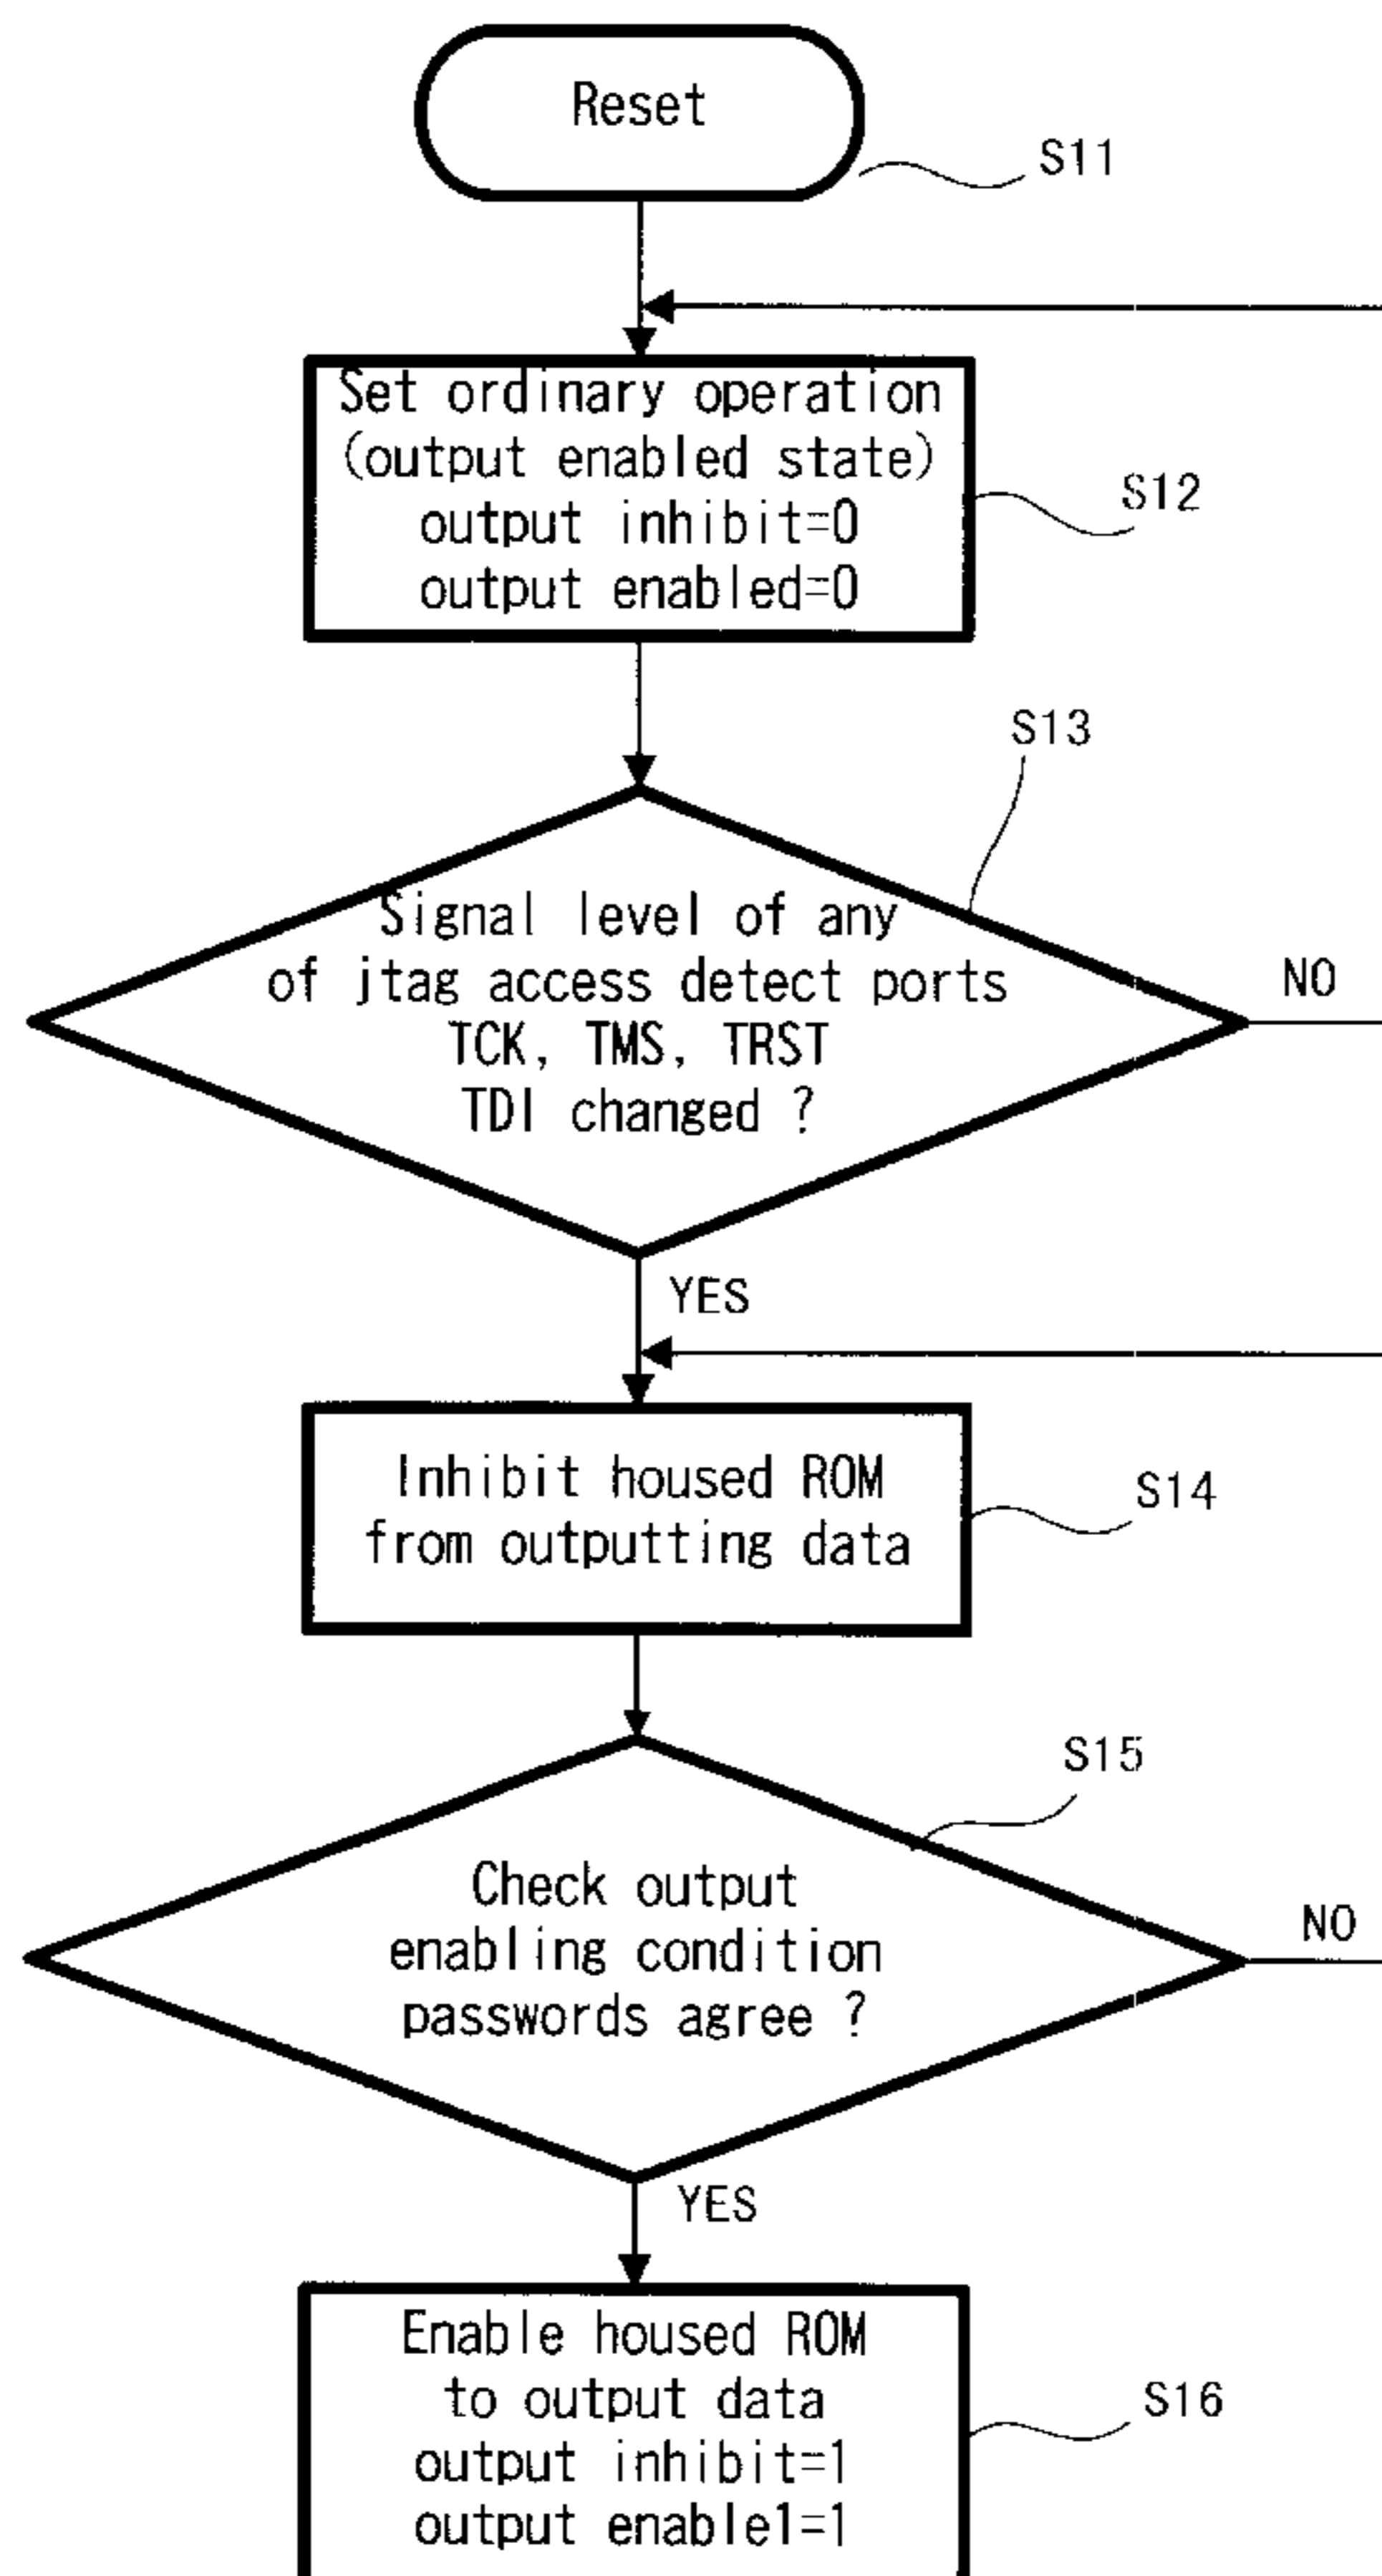 Reset
S11
Set ordinary operation
(output enabled state)
output inhibit=0
output enabled=0
S12
S13
Signal level of any
of jtag access detect ports
TCK, TMS, TRST
TDI changed ?
NO
YES
Inhibit housed ROM
from outputting data
S14
S15
Check output
enabling condition
passwords agree ?
NO
YES
Enable housed ROM
to output data
output inhibit=1
output enable1=1
S16